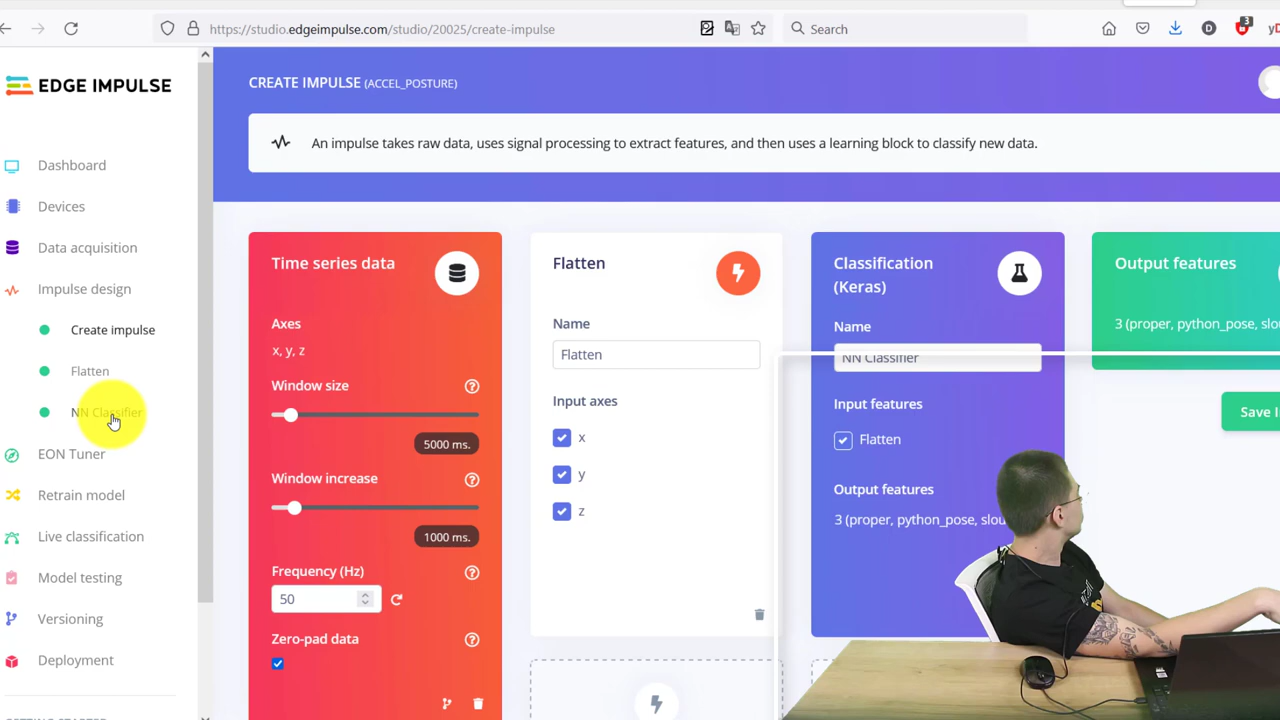 https://studio.edgeimpulse.com/studio/20025/create-impulse
Search
3
EDGE IMPULSE
Dashboard
Devices
Data acquisition
Impulse design
Create impulse
Flatten
NN Classifier
EON Tuner
Retrain model
Live classification
Model testing
Versioning
Deployment
CREATE IMPULSE (ACCEL_POSTURE)
An impulse takes raw data, uses signal processing to extract features, and then uses a learning block to classify new data.
Time series data
Axes
x, y, z
Window size
5000 ms.
Window increase
1000 ms.
Frequency (Hz)
50
Zero-pad data
Flatten
Name
Flatten
Input axes
x
y
z
Classification
(Keras)
Name
NN Classifier
Input features
Flatten
Output features
3 (proper, python_pose, slou
Output features
3 (proper, python_pose, slou
Save I